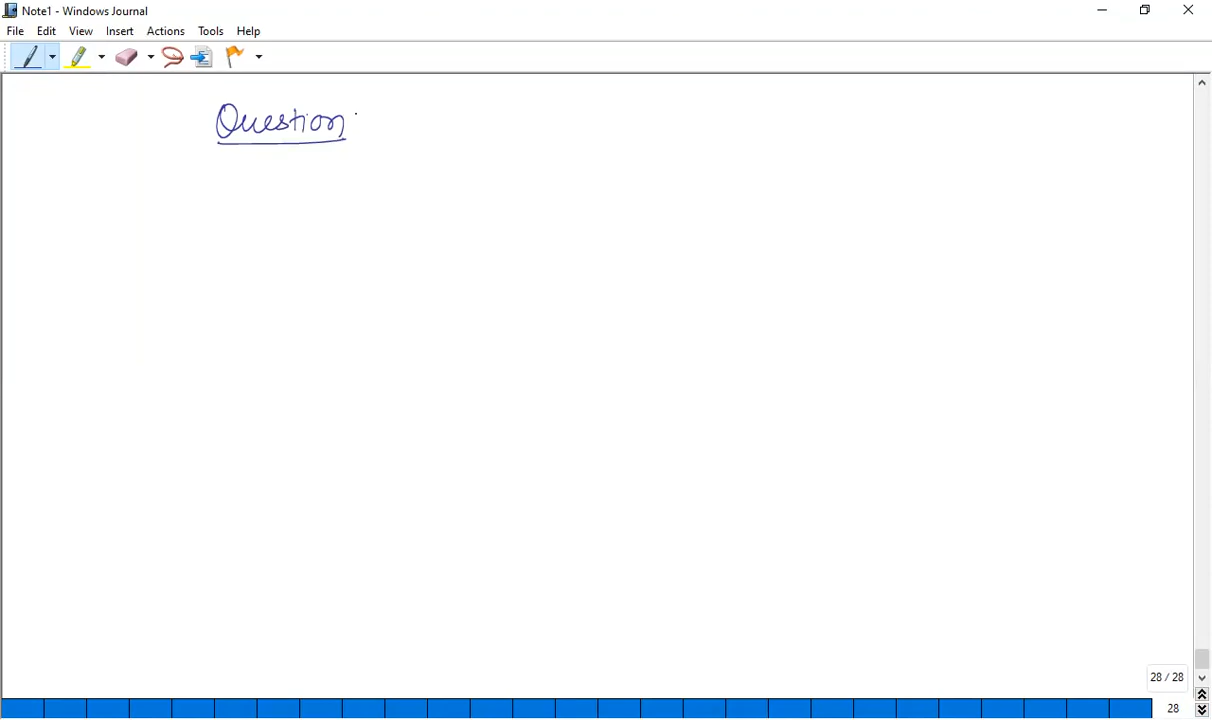 Note1 - Windows Journal
File Edit View Insert Actions Tools Help
Question
28 / 28
28